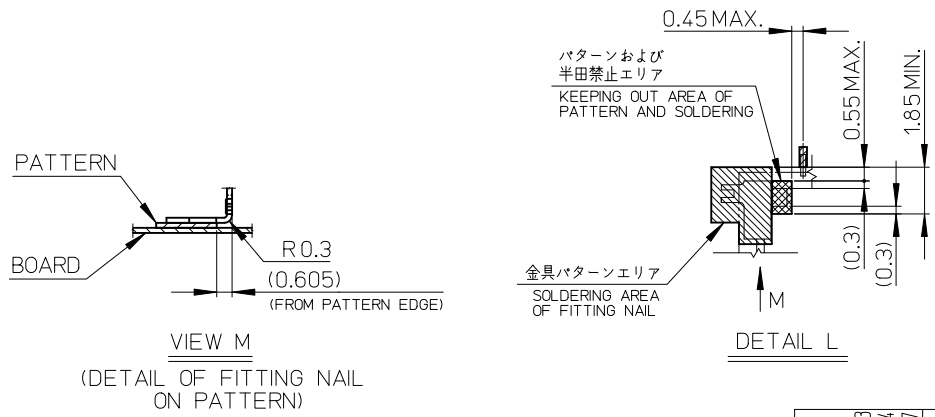 PATTERN
BOARD
R0.3
(0.605)
(FROM PATTERN EDGE)
VIEW M
(DETAIL OF FITTING NAIL
ON PATTERN)
0.45MAX.
パターンおよび
半田禁止エリア
KEEPING OUT AREA OF
PATTERN AND SOLDERING
0.55MAX.
1.85MIN.
(0.3)
(0.3)
金具パターンエリア
SOLDERING AREA
OF FITTING NAIL
M
DETAIL L